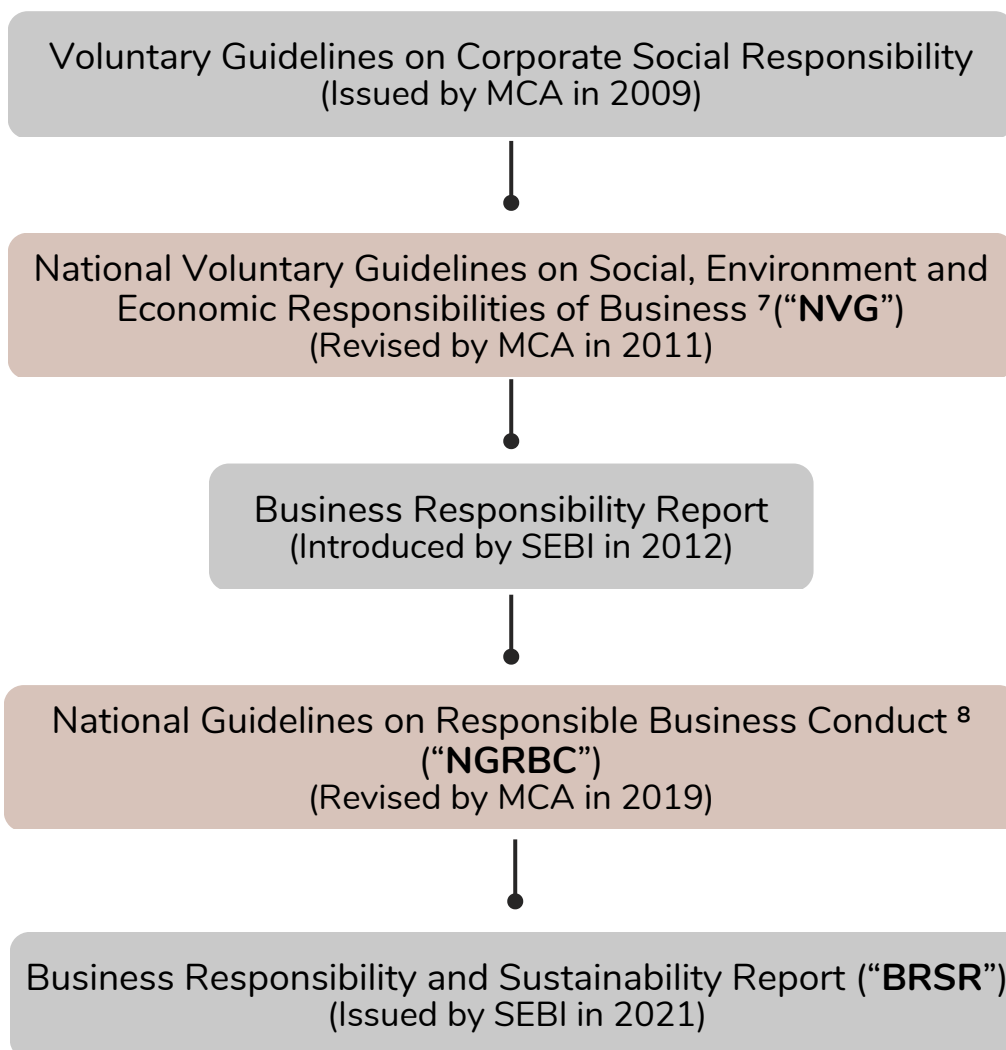 Voluntary Guidelines on Corporate Social Responsibility
(Issued by MCA in 2009)
National Voluntary Guidelines on Social, Environment and
Economic Responsibilities of Business ⁷(“NVG”)
(Revised by MCA in 2011)
Business Responsibility Report
(Introduced by SEBI in 2012)
National Guidelines on Responsible Business Conduct ⁸
(“NGRBC”)
(Revised by MCA in 2019)
Business Responsibility and Sustainability Report (“BRSR”)
(Issued by SEBI in 2021)